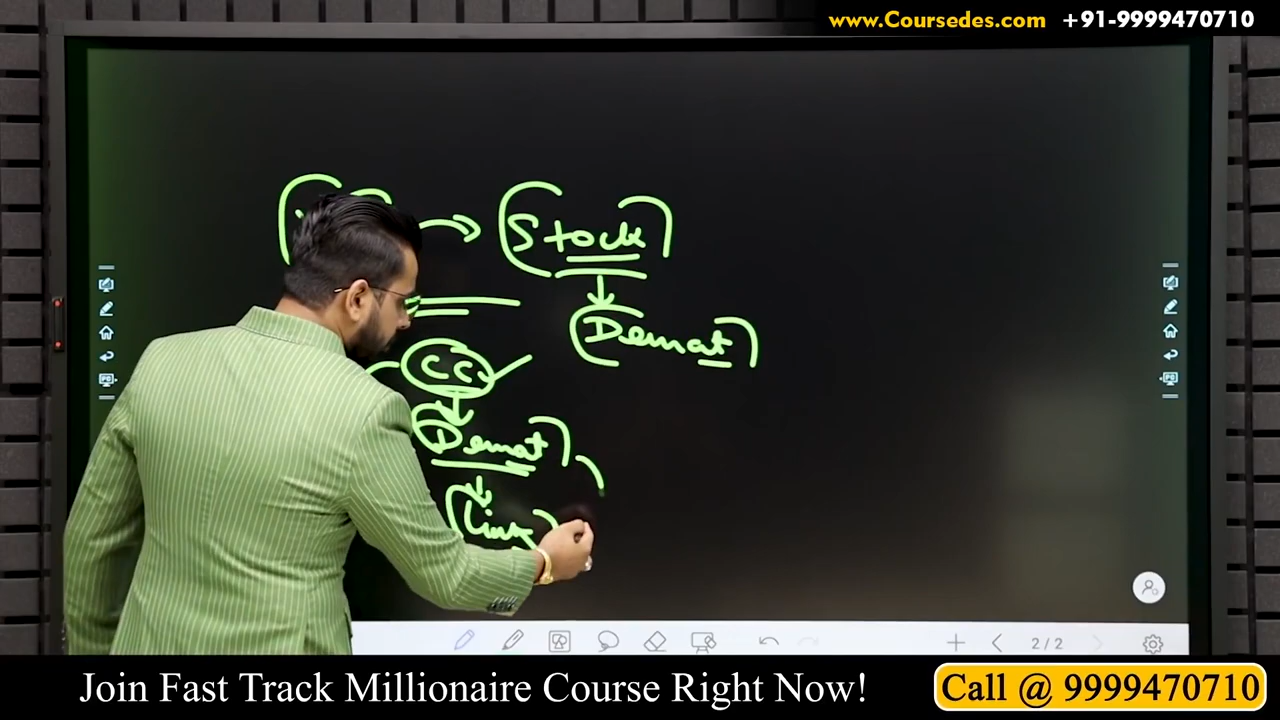 www.Coursedes.com +91-9999470710
Stock
Demat
CC
Demat
Link
2/2
Join Fast Track Millionaire Course Right Now!
Call @ 9999470710